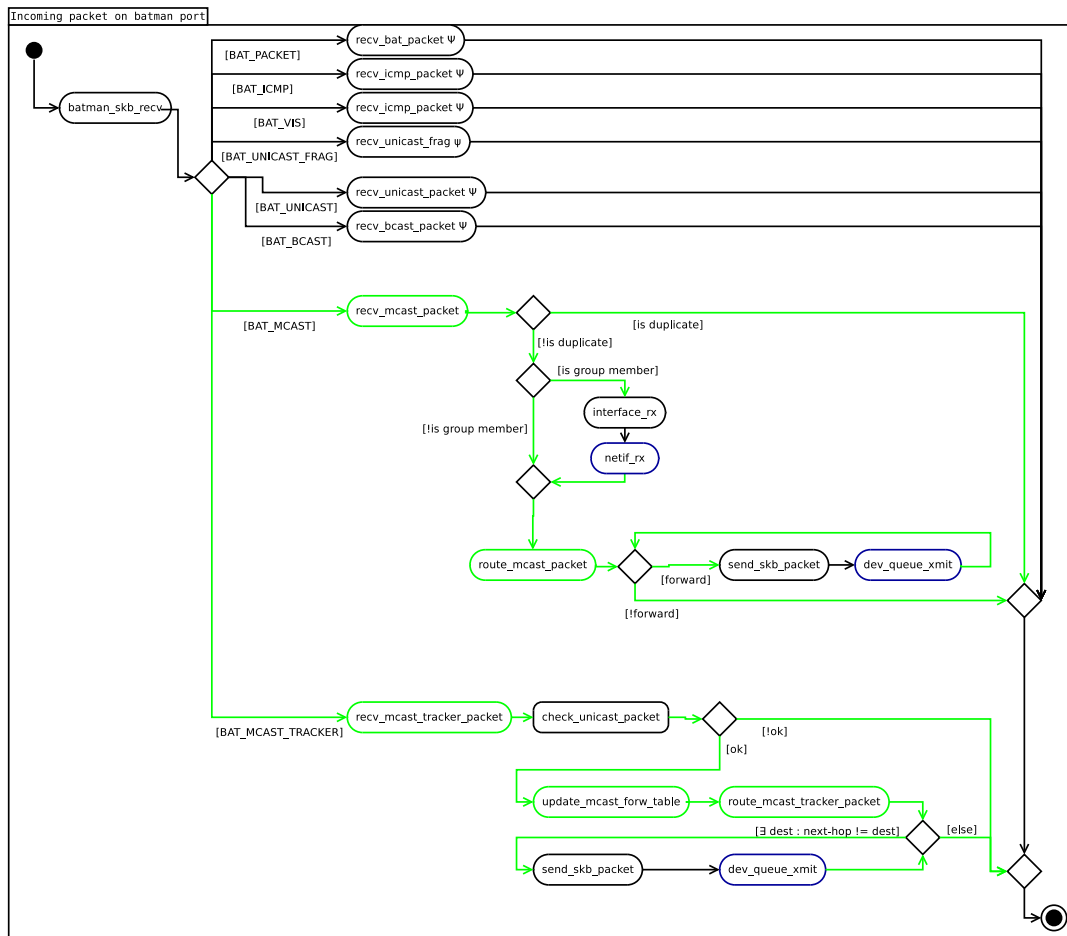 Incoming packet on batman port
recv_bat_packet Ψ
[BAT_PACKET]
recv_icmp_packet Ψ
[BAT_ICMP]
batman_skb_recv
recv_icmp_packet Ψ
[BAT_VIS]
recv_unicast_frag ψ
[BAT_UNICAST_FRAG]
recv_unicast_packet Ψ
[BAT_UNICAST]
recv_bcast_packet Ψ
[BAT_BCAST]
recv_mcast_packet
[BAT_MCAST]
[is duplicate]
[!is duplicate]
[is group member]
interface_rx
[!is group member]
netif_rx
route_mcast_packet
send_skb_packet
dev_queue_xmit
[forward]
[!forward]
recv_mcast_tracker_packet
check_unicast_packet
[BAT_MCAST_TRACKER]
[!ok]
[ok]
update_mcast_forw_table
route_mcast_tracker_packet
[∃ dest : next-hop != dest]
[else]
send_skb_packet
dev_queue_xmit